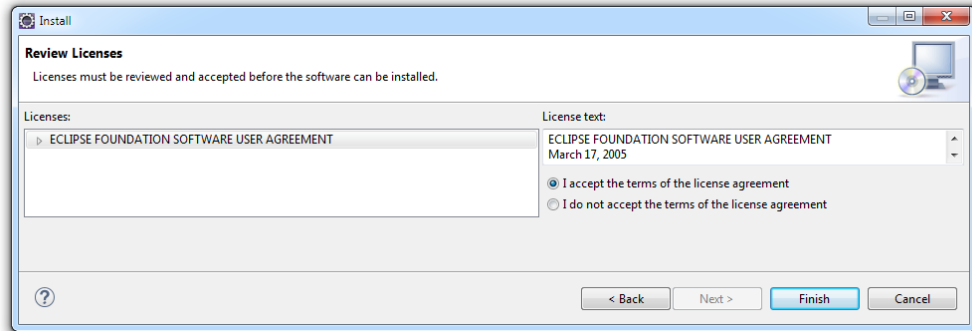 Install
Review Licenses
Licenses must be reviewed and accepted before the software can be installed.
Licenses:
ECLIPSE FOUNDATION SOFTWARE USER AGREEMENT
License text:
ECLIPSE FOUNDATION SOFTWARE USER AGREEMENT
March 17, 2005
I accept the terms of the license agreement
I do not accept the terms of the license agreement
?
< Back
Next >
Finish
Cancel